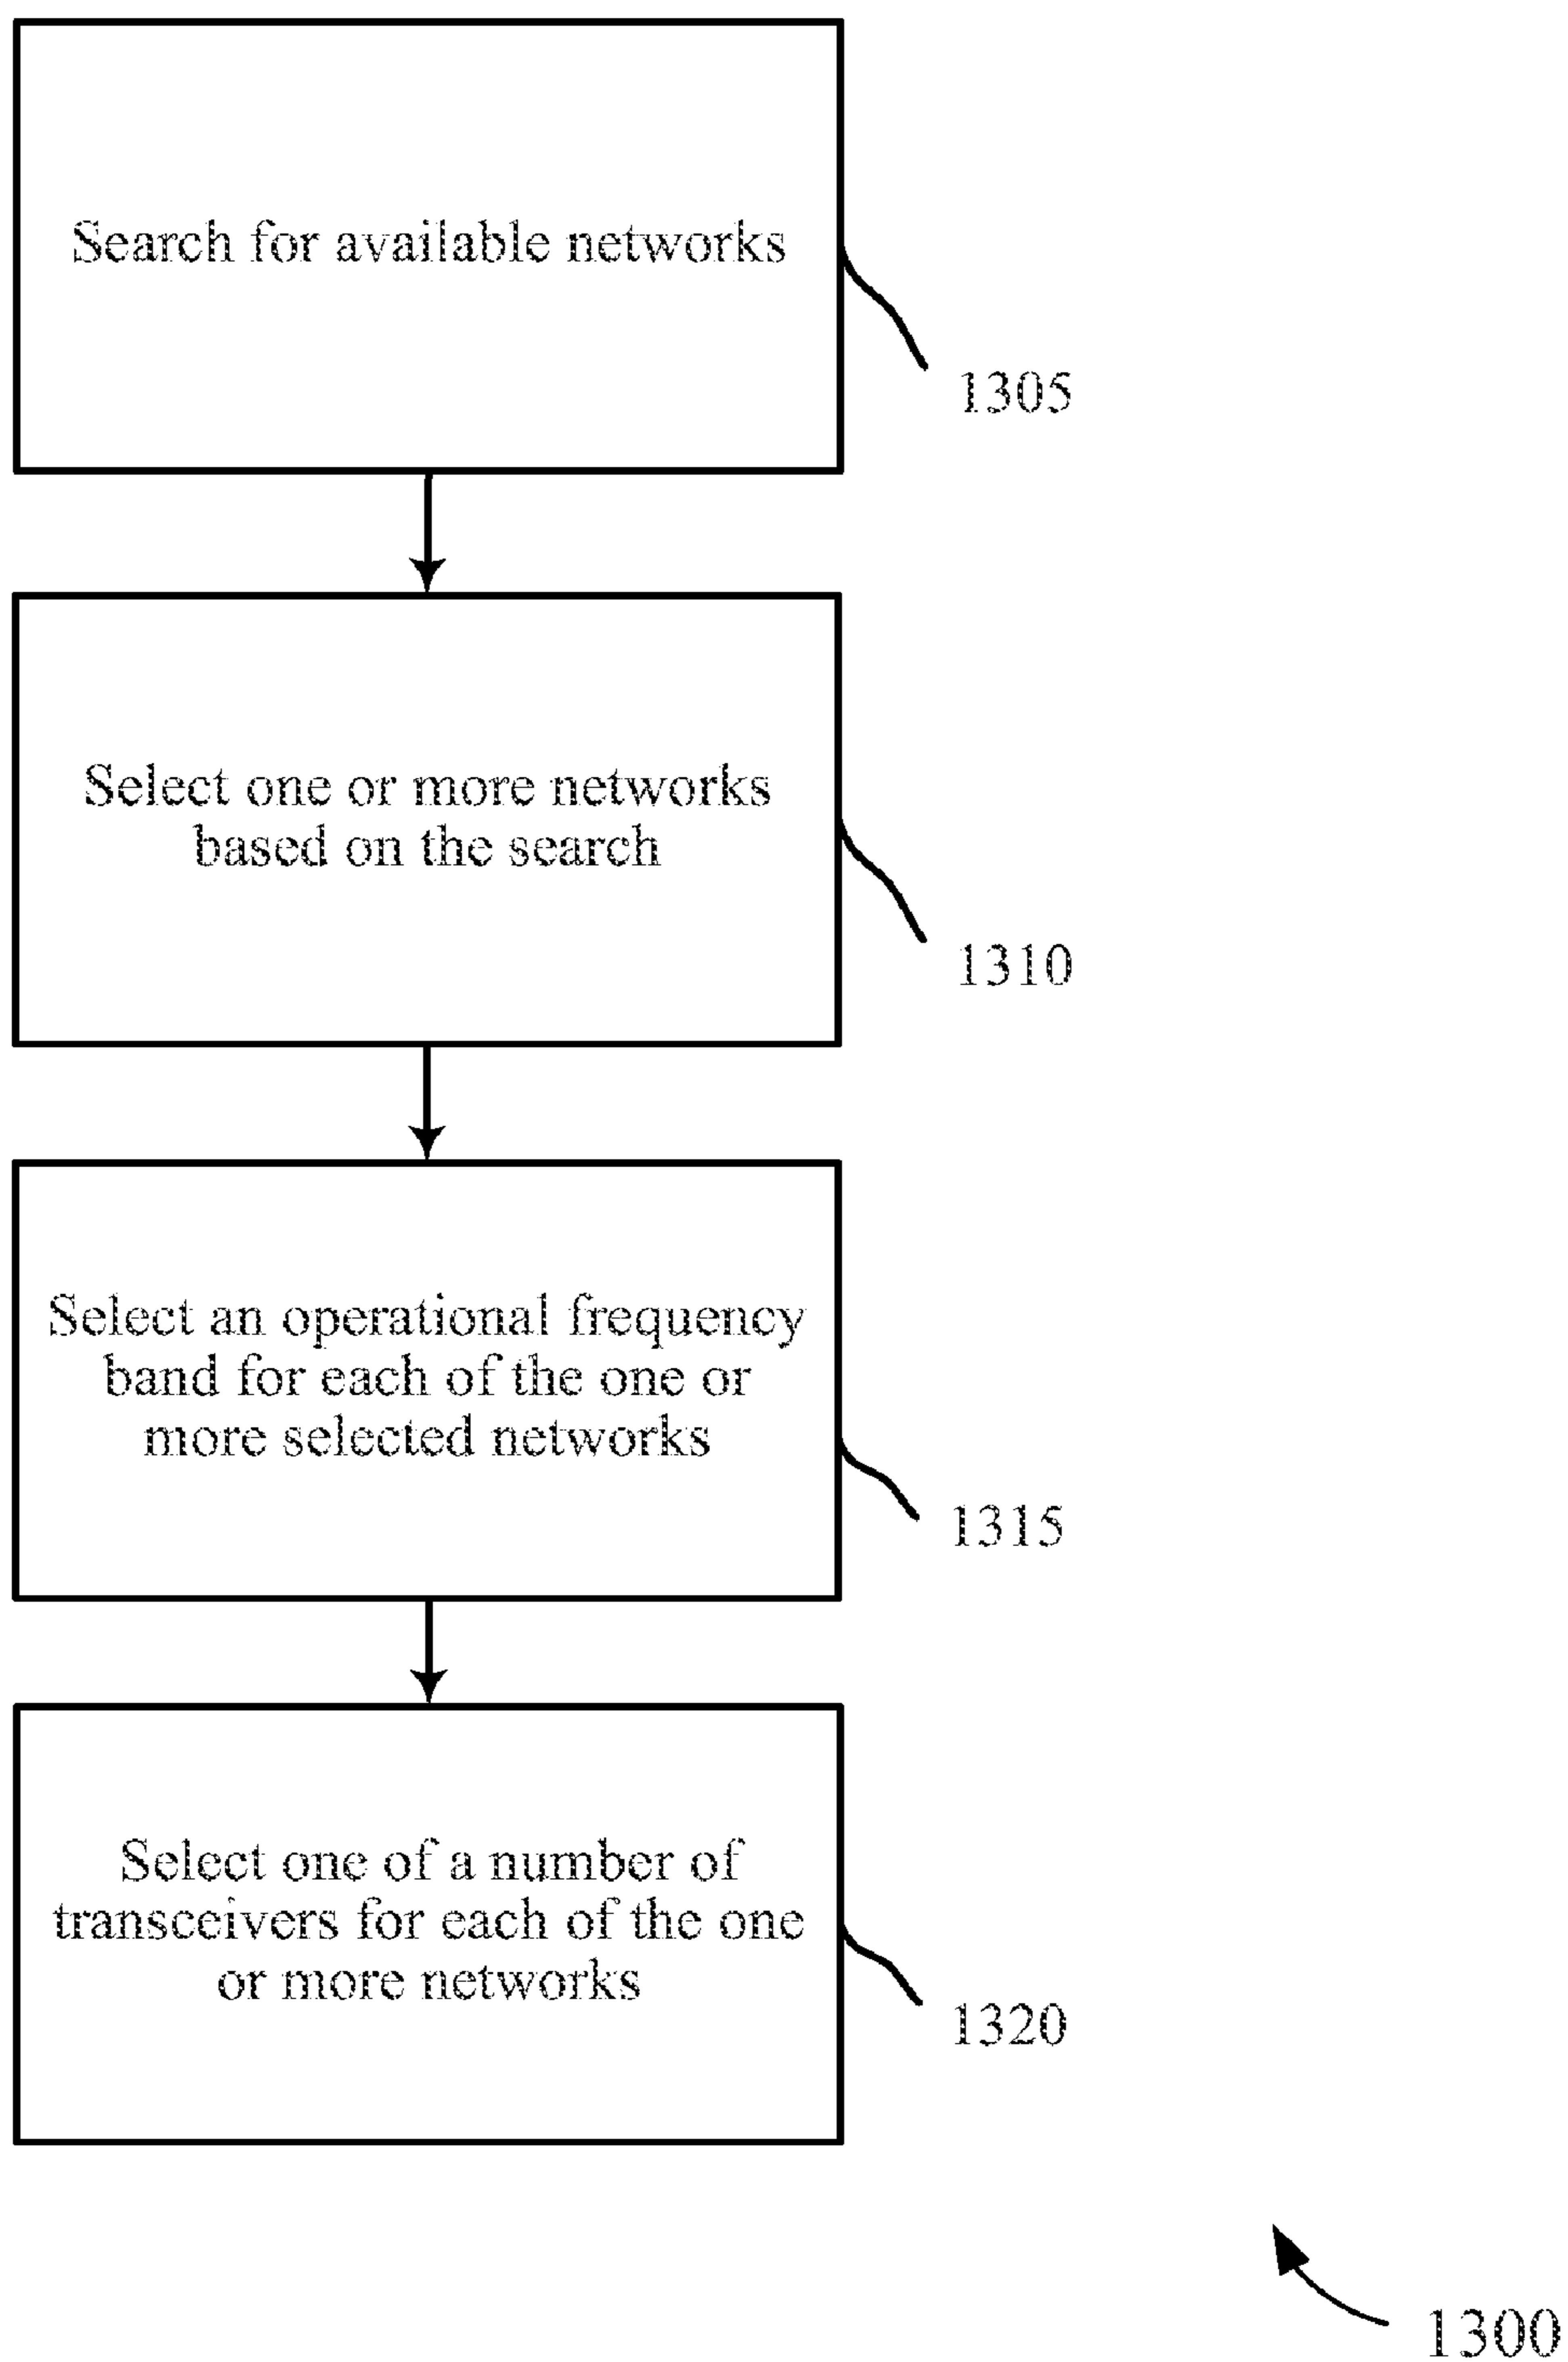 Search for available networks
1305
Select one or more networks
based on the search
1310
Select an operational frequency
band for each of the one or
more selected networks
1315
Select one of a number of
transceivers for each of the one
or more networks
1320
1300